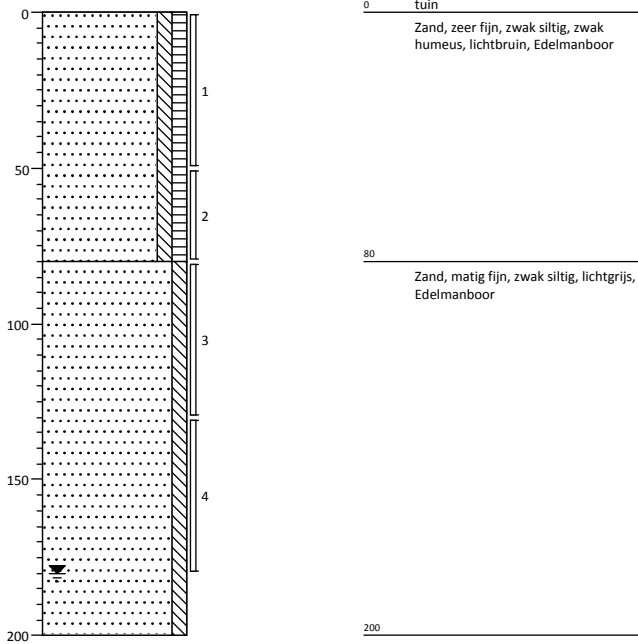 0
50
100
150
200
1
2
3
4
0 tuin
Zand, zeer fijn, zwak siltig, zwak
humeus, lichtbruin, Edelmanboor
80
Zand, matig fijn, zwak siltig, lichtgrijs,
Edelmanboor
200